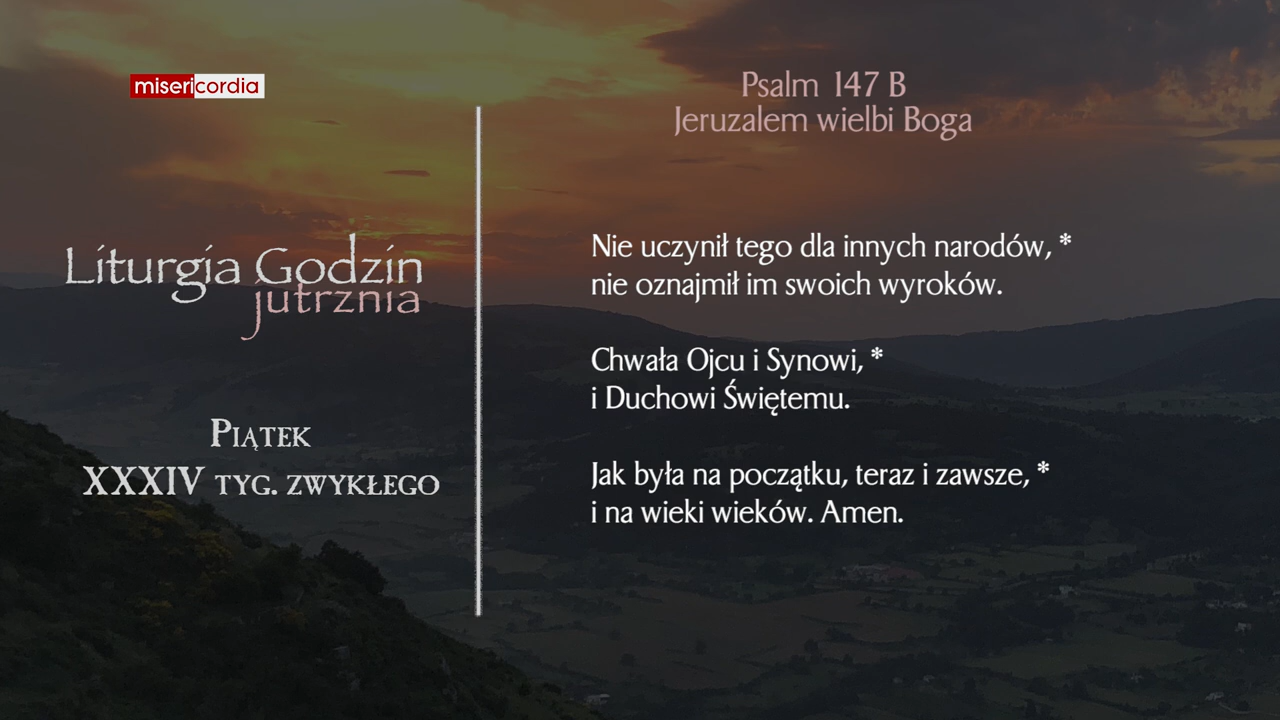 misericordia
Liturgia Godzin
jutrznia
Piątek
XXXIV tyg. zwykłego
Psalm 147 B
Jeruzalem wielbi Boga
Nie uczynił tego dla innych narodów, *
nie oznajmił im swoich wyroków.
Chwała Ojcu i Synowi, *
i Duchowi Świętemu.
Jak była na początku, teraz i zawsze, *
i na wieki wieków. Amen.